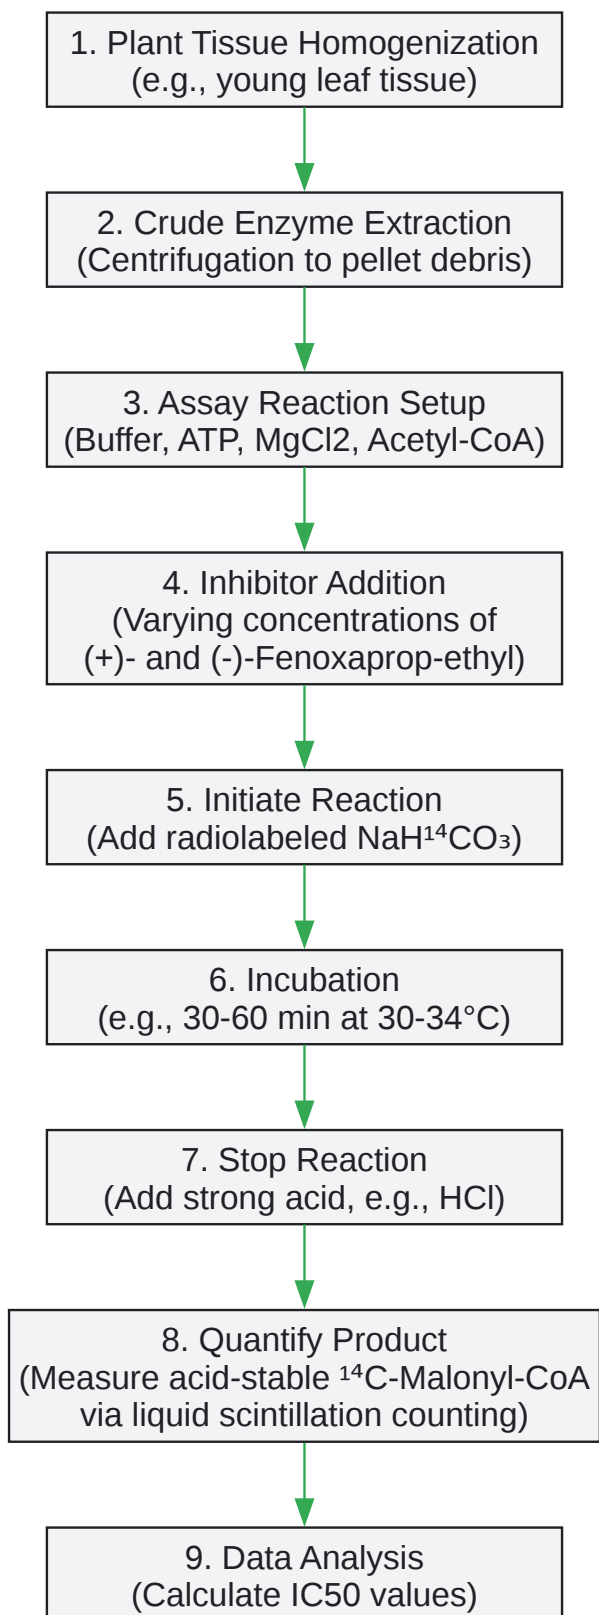 1. Plant Tissue Homogenization
(e.g., young leaf tissue)
2. Crude Enzyme Extraction
(Centrifugation to pellet debris)
3. Assay Reaction Setup
(Buffer, ATP, MgCl2, Acetyl-CoA)
4. Inhibitor Addition
(Varying concentrations of
(+)- and (-)-Fenoxaprop-ethyl)
5. Initiate Reaction
(Add radiolabeled NaH¹⁴CO₃)
6. Incubation
(e.g., 30-60 min at 30-34°C)
7. Stop Reaction
(Add strong acid, e.g., HCl)
8. Quantify Product
(Measure acid-stable ¹⁴C-Malonyl-CoA
via liquid scintillation counting)
9. Data Analysis
(Calculate IC50 values)